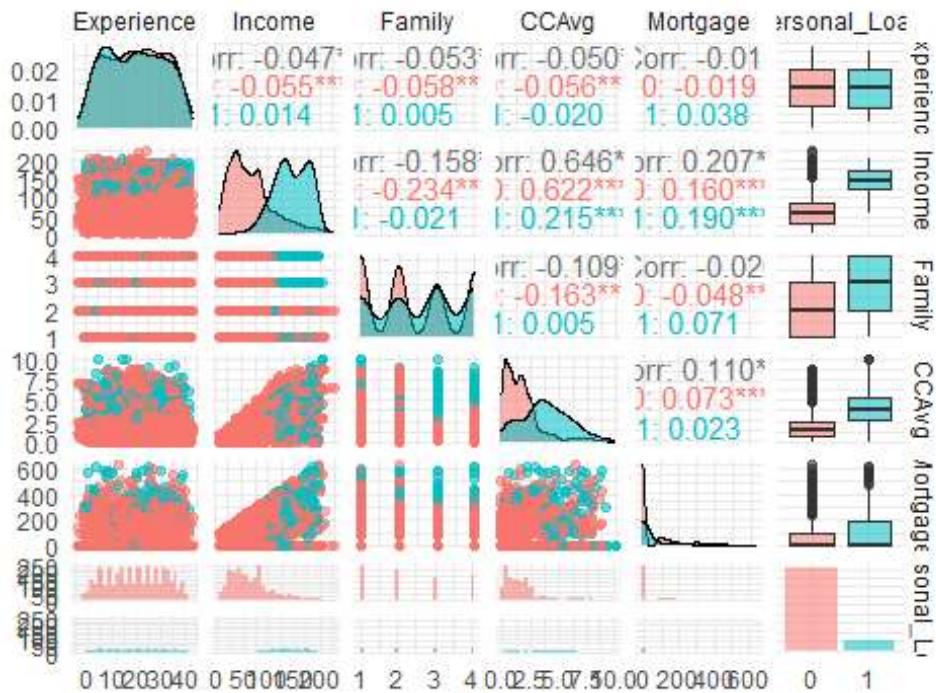 Experience Income Family CCAvg Mortgage ersonal_Loa
0.02 orr: -0.047* orr: -0.053* orr: -0.050* Corr: -0.01 xperienc
0.01 -0.055** : -0.058** : -0.056** 0: -0.019
0.00 1: 0.014 1: 0.005 l: -0.020 1: 0.038
200 orr: -0.158* Corr: 0.646* orr: 0.207* Income
150 -0.234** 0: 0.622** 0: 0.160**
100 1: -0.021 1: 0.215** 1: 0.190**
50
0
4 orr: -0.109* Corr: -0.02 Family
3 -0.163** 0: -0.048**
2 1: 0.005 1: 0.071
1
10.0 orr: 0.110* CCAvg
7.5 0: 0.073**
5.0 1: 0.023
2.5
0.0
600 Mortgage
400
200
0
250 sonal_L
250
0 10 20 30 40 0 50 100 150 200 1 2 3 4 0.0 2.5 5.0 7.5 10.0 0 200 400 600 0 1